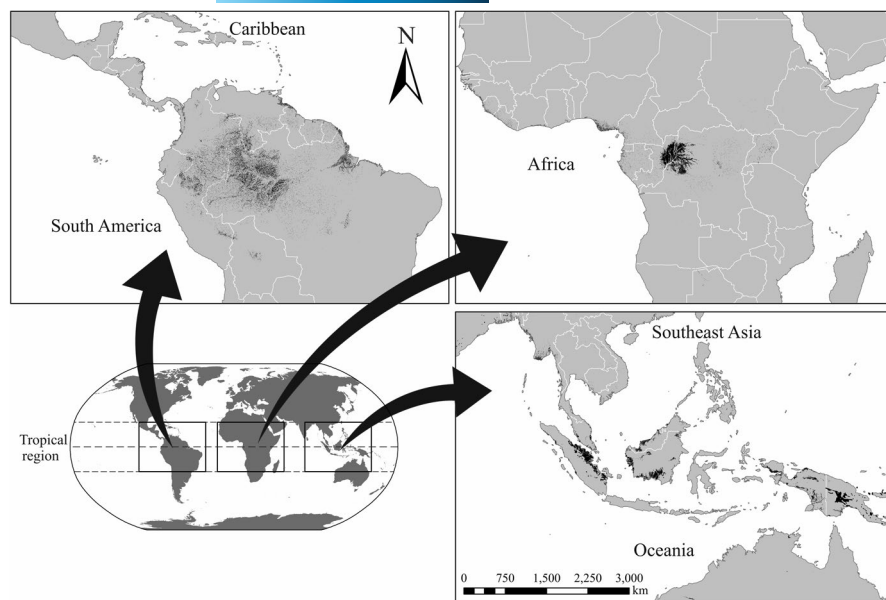 Caribbean
N
South America
Africa
Tropical
region
Southeast Asia
Oceania
0 750 1,500 2,250 3,000
km